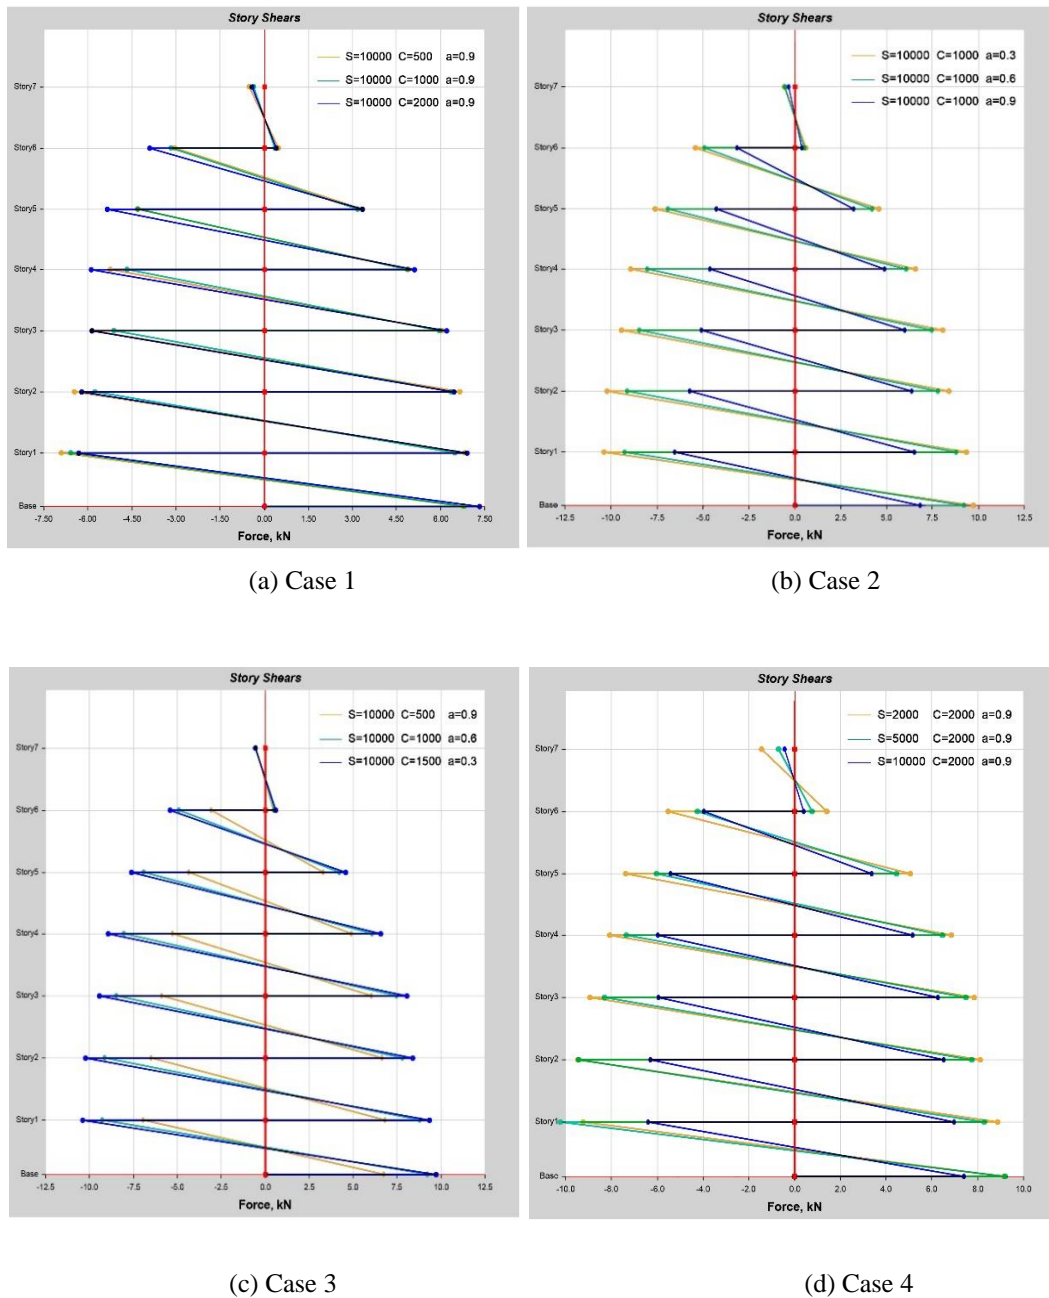 Story Shears
S=10000 C=500 a=0.9
S=10000 C=1000 a=0.9
S=10000 C=2000 a=0.9
Story7
Story6
Story5
Story4
Story3
Story2
Story1
Base
-7.50 -6.00 -4.50 -3.00 -1.50 0.00 1.50 3.00 4.50 6.00 7.50
Force, kN
(a) Case 1
Story Shears
S=10000 C=1000 a=0.3
S=10000 C=1000 a=0.6
S=10000 C=1000 a=0.9
Story7
Story6
Story5
Story4
Story3
Story2
Story1
Base
-12.5 -10.0 -7.5 -5.0 -2.5 0.0 2.5 5.0 7.5 10.0 12.5
Force, kN
(b) Case 2
Story Shears
S=10000 C=500 a=0.9
S=10000 C=1000 a=0.6
S=10000 C=1500 a=0.3
Story7
Story6
Story5
Story4
Story3
Story2
Story1
Base
-12.5 -10.0 -7.5 -5.0 -2.5 0.0 2.5 5.0 7.5 10.0 12.5
Force, kN
(c) Case 3
Story Shears
S=2000 C=2000 a=0.9
S=5000 C=2000 a=0.9
S=10000 C=2000 a=0.9
Story7
Story6
Story5
Story4
Story3
Story2
Story1
Base
-10.0 -8.0 -6.0 -4.0 -2.0 0.0 2.0 4.0 6.0 8.0 10.0
Force, kN
(d) Case 4